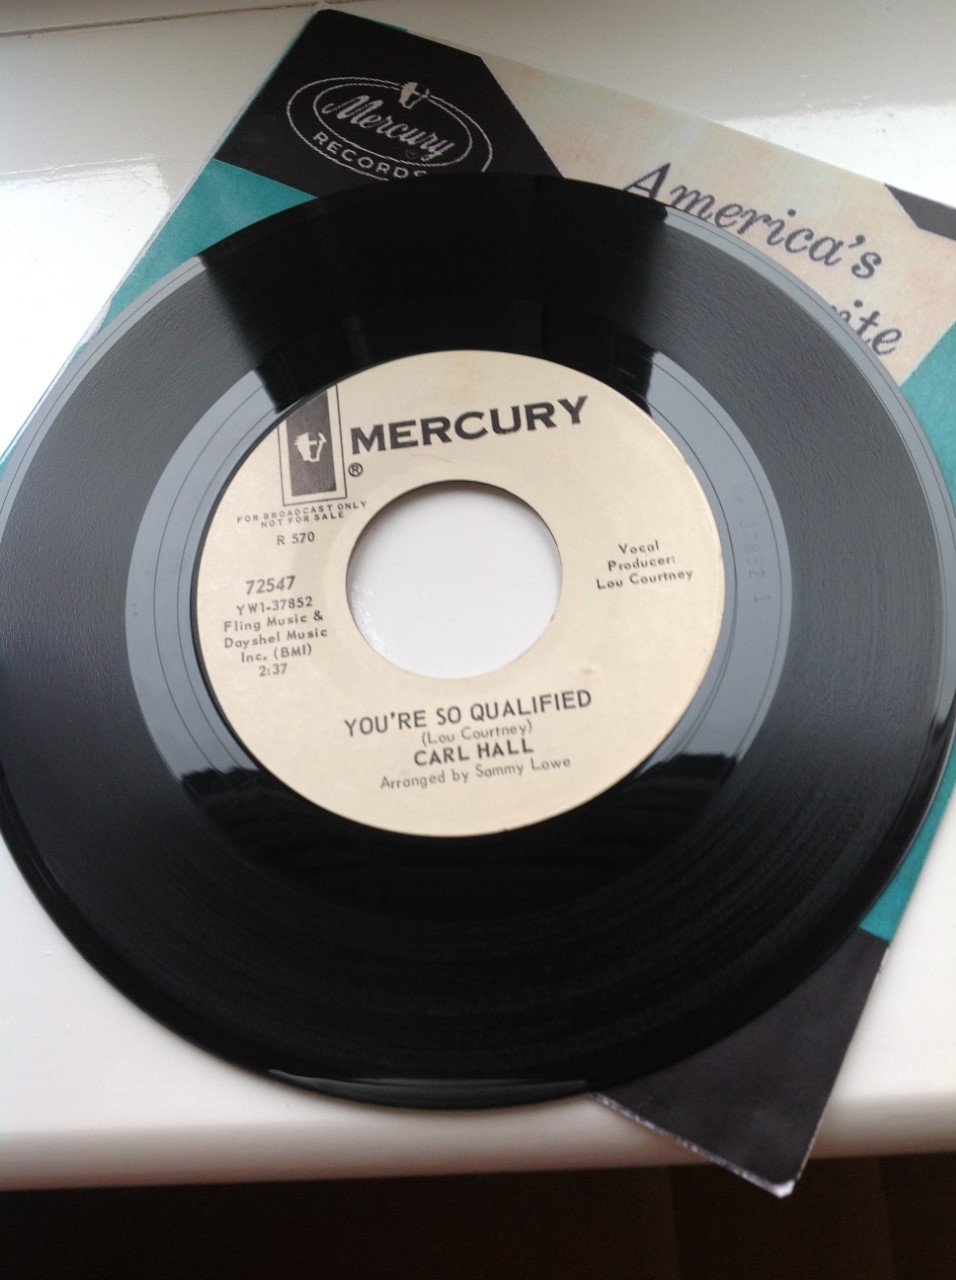 Mercury
RECORDS
America's
MERCURY
®
FOR BROADCAST ONLY
NOT FOR SALE
R 570
72547
YW1-37852
Fling Music &
Dayshel Music
Inc. (BMI)
2:37
Vocal
Producer:
Lou Courtney
YOU'RE SO QUALIFIED
(Lou Courtney)
CARL HALL
Arranged by Sammy Lowe